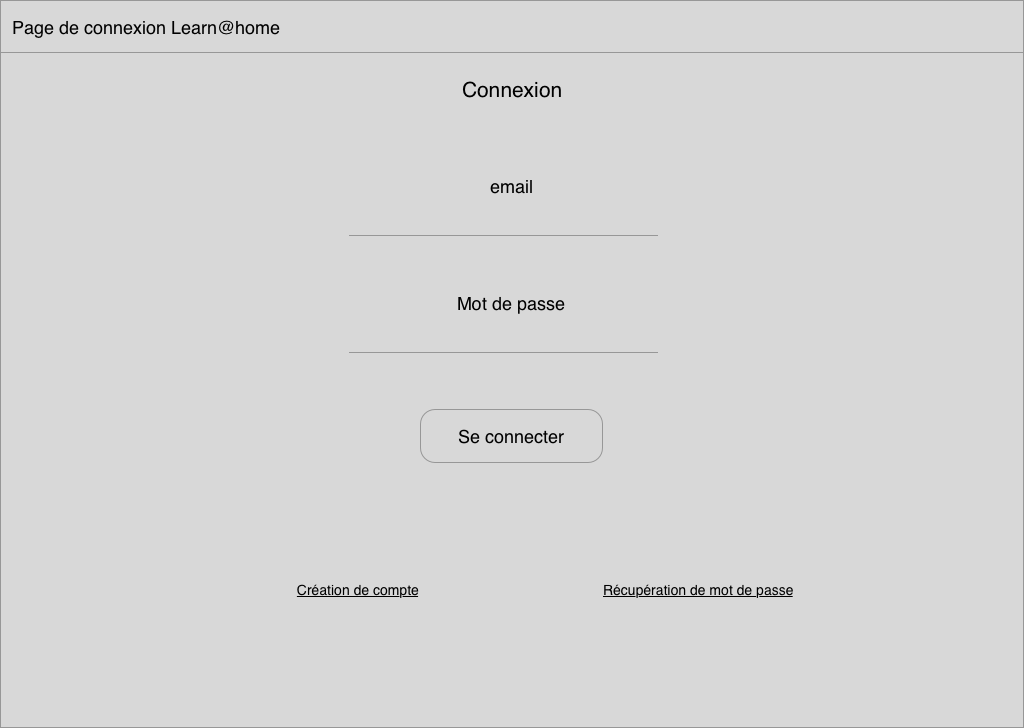 Page de connexion Learn@home
Connexion
email
Mot de passe
Se connecter
Création de compte
Récupération de mot de passe